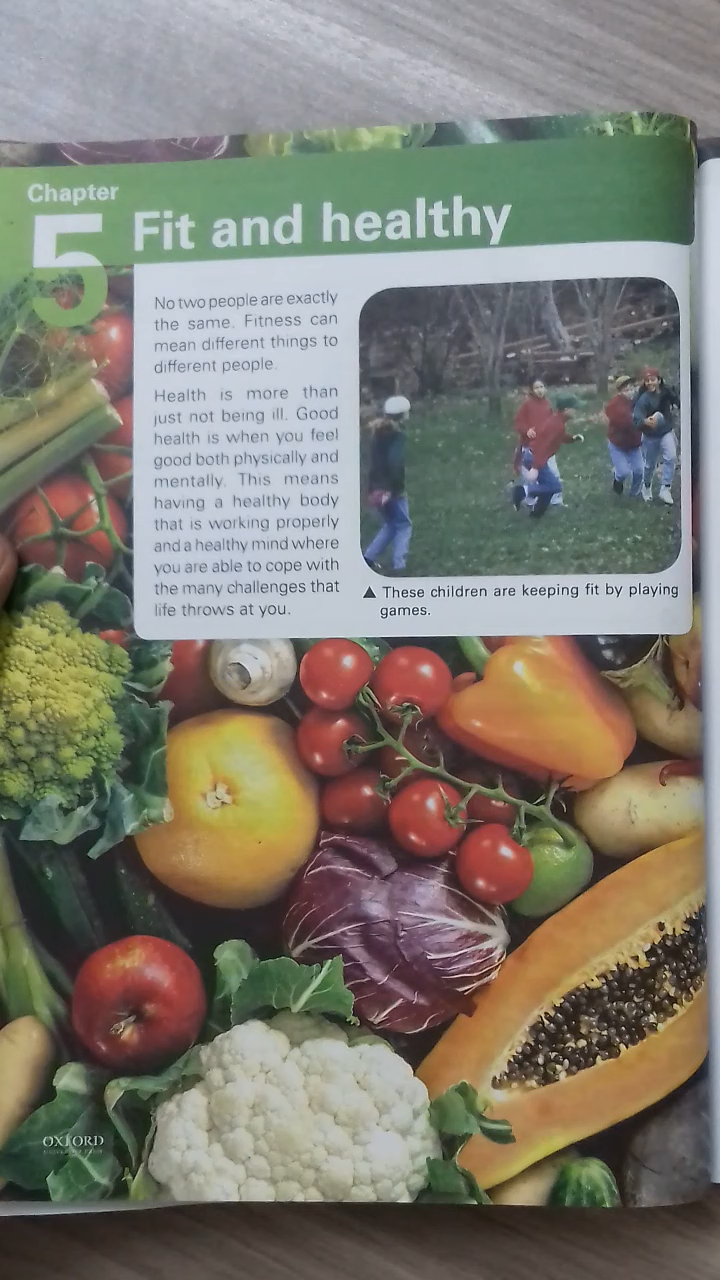 Chapter
5
Fit and healthy
No two people are exactly
the same. Fitness can
mean different things to
different people.
Health is more than
just not being ill. Good
health is when you feel
good both physically and
mentally. This means
having a healthy body
that is working properly
and a healthy mind where
you are able to cope with
the many challenges that
life throws at you.
▲ These children are keeping fit by playing
games.
OXFORD